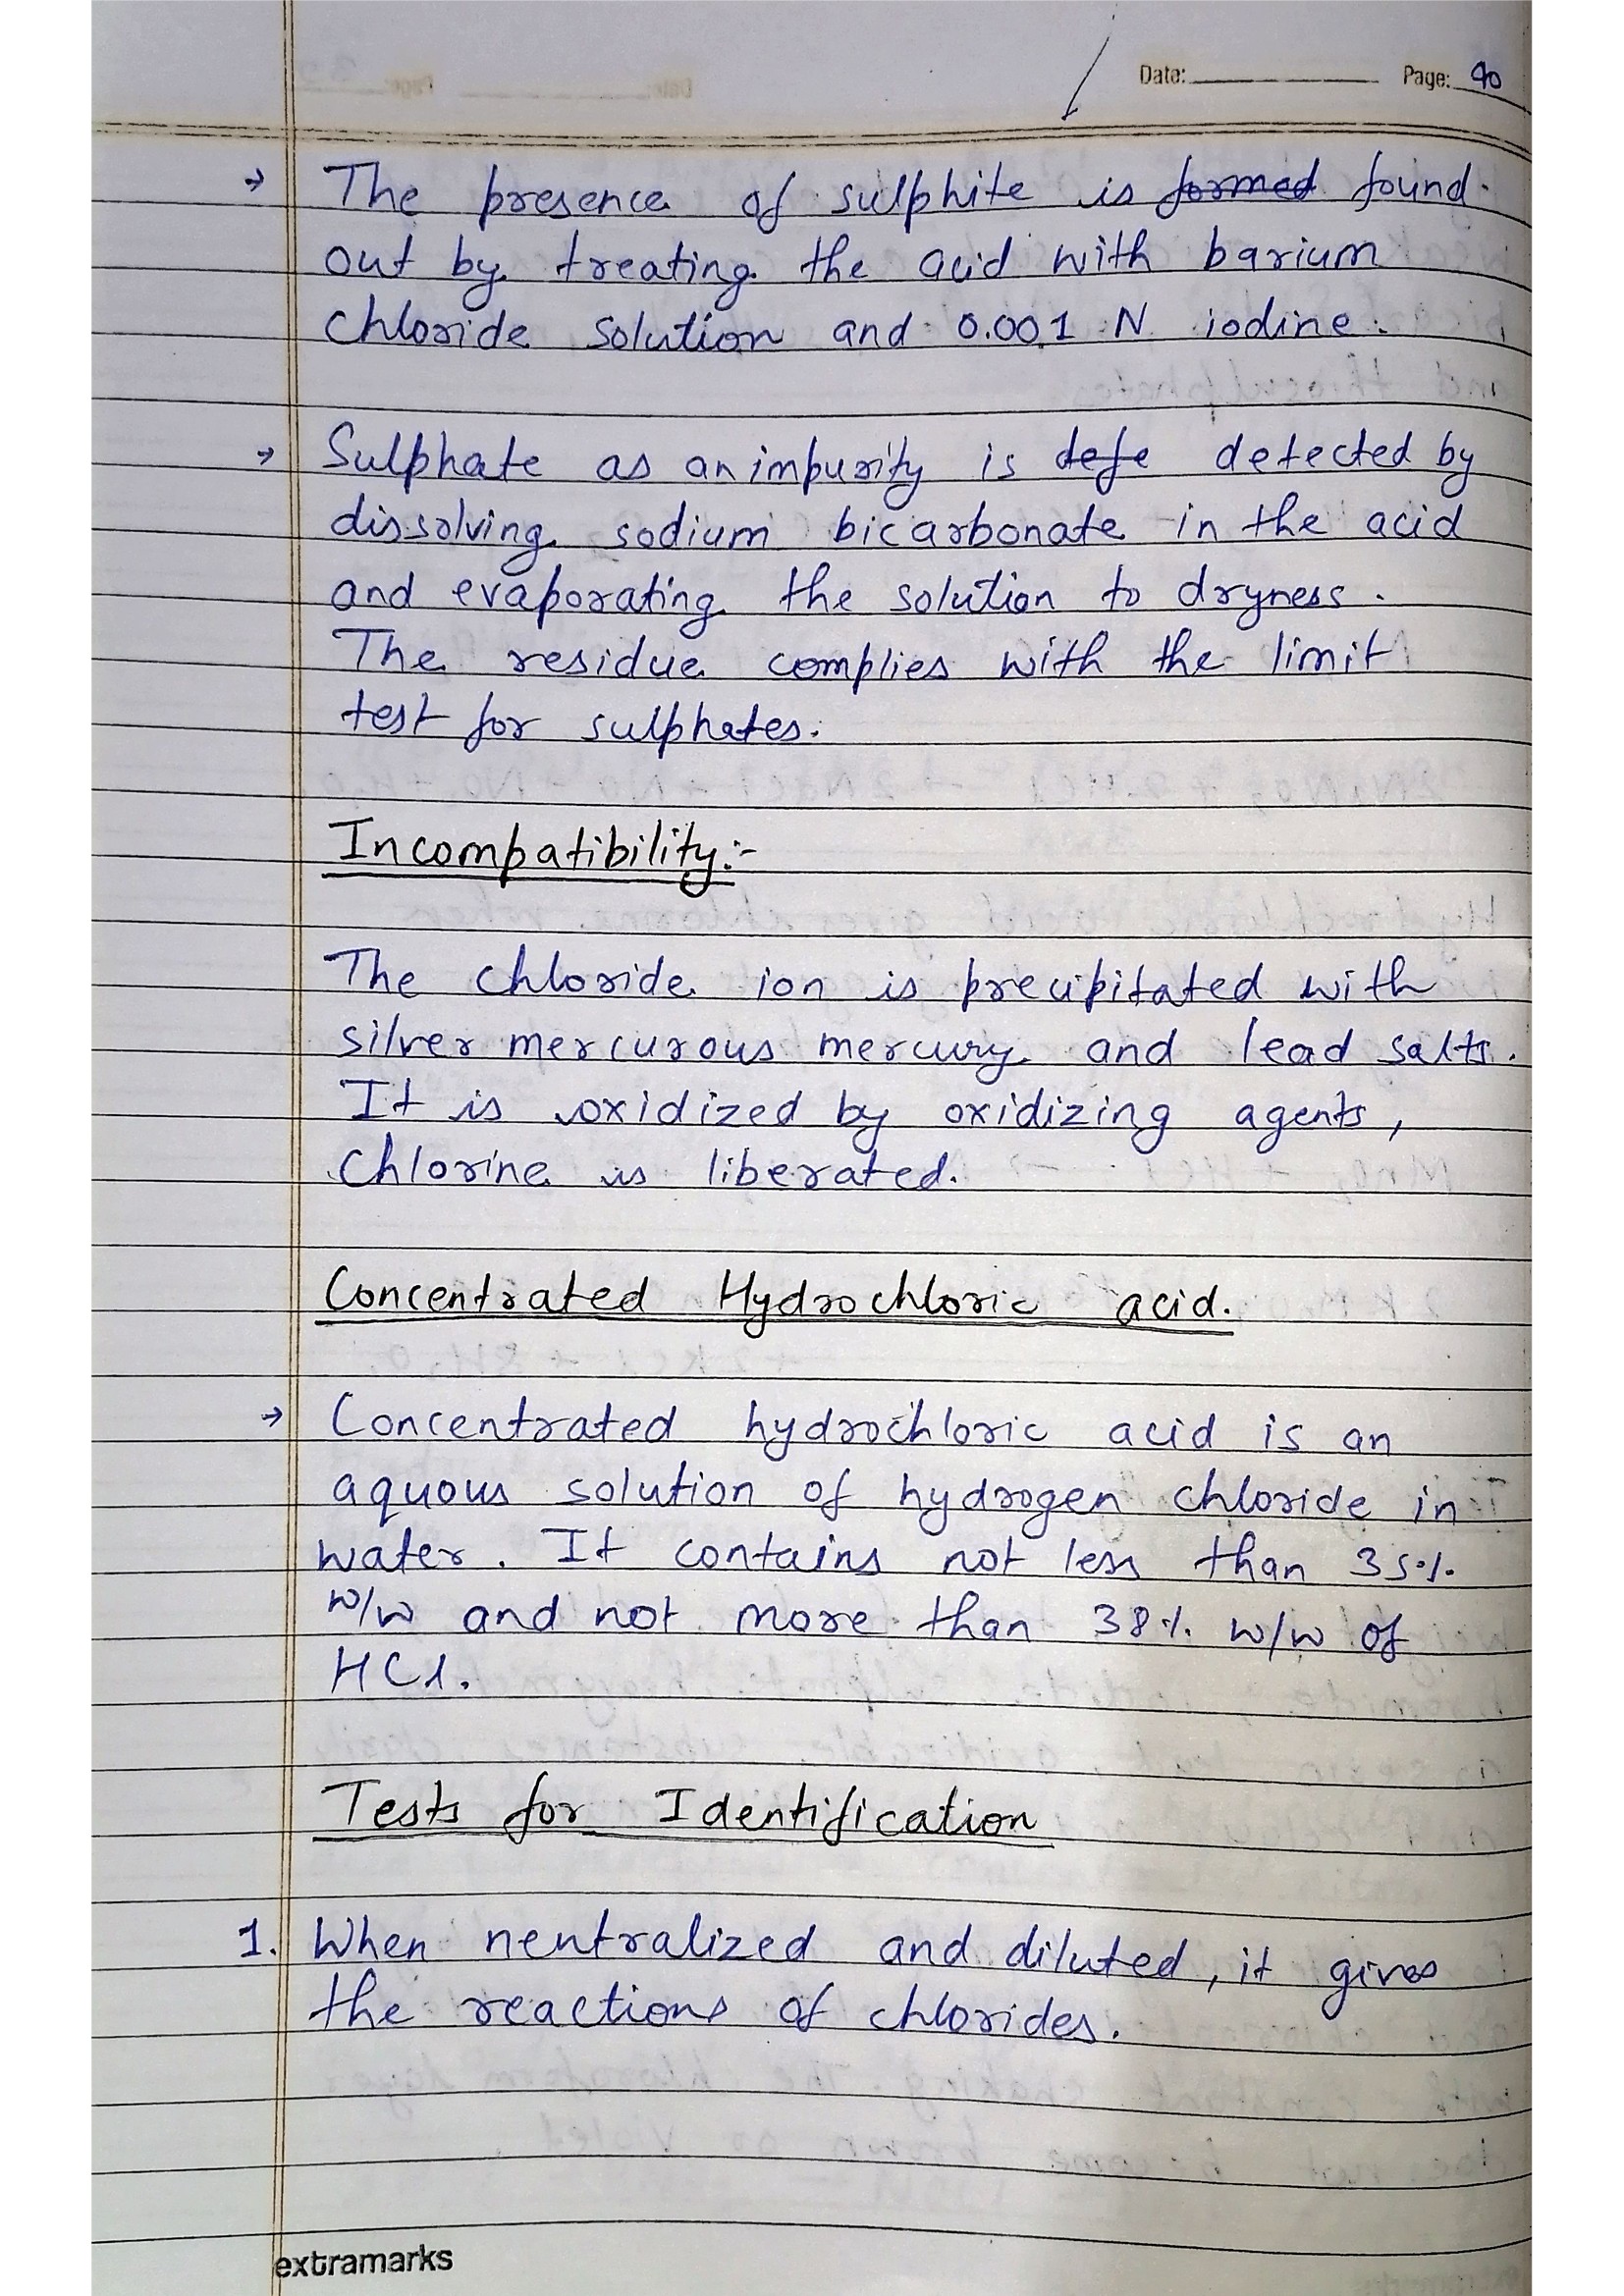 Date: Page: 40
→ The presence of sulphite is formed found
out by treating the acid with barium
chloride solution and 0.001 N iodine.
→ Sulphate as an impurity is defe detected by
dissolving sodium bicarbonate in the acid
and evaporating the solution to dryness.
The residue complies with the limit
test for sulphates.
Incompatibility:-
The chloride ion is precipitated with
silver mercurous mercury and lead salts.
It is oxidized by oxidizing agents,
Chlorine is liberated.
Concentrated Hydrochloric acid.
→ Concentrated hydrochloric acid is an
aquous solution of hydrogen chloride in
water. It contains not less than 35%
w/w and not more than 38% w/w of
HCl.
Tests for Identification
1. When neutralized and diluted, it gives
the reactions of chlorides.
extramarks